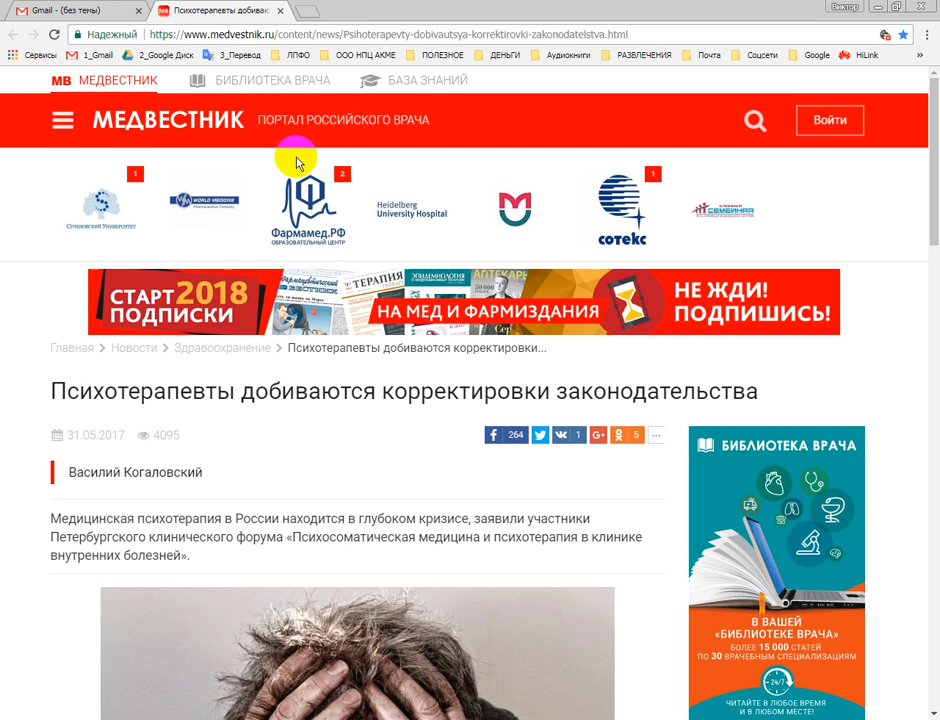 Gmail - (без темы)
Психотерапевты добиваю
Виктор
Надежный
https://www.medvestnik.ru/content/news/Psihoterapevty-dobivautsya-korrektirovki-zakonodatelstva.html
Сервисы 1_Gmail 2_Google Диск 3_Перевод ЛПФО ООО НПЦ АКМЕ ПОЛЕЗНОЕ ДЕНЬГИ Аудиокниги РАЗВЛЕЧЕНИЯ Почта Соцсети Google HiLink »
МВ МЕДВЕСТНИК БИБЛИОТЕКА ВРАЧА БАЗА ЗНАНИЙ
МЕДВЕСТНИК ПОРТАЛ РОССИЙСКОГО ВРАЧА Войти
1 2 1
СЕЧЕНОВСКИЙ УНИВЕРСИТЕТ
WORLD MEDICINE
Фармамед.РФ
ОБРАЗОВАТЕЛЬНЫЙ ЦЕНТР
Heidelberg
University Hospital
сотекс
СЕМЕЙНАЯ
СТАРТ 2018
ПОДПИСКИ
ТЕРАПИЯ
НА МЕД И ФАРМИЗДАНИЯ
НЕ ЖДИ!
ПОДПИШИСЬ!
Главная > Новости > Здравоохранение > Психотерапевты добиваются корректировки...
Психотерапевты добиваются корректировки законодательства
31.05.2017 4095
264 1 G+ 5 ...
Василий Когаловский
Медицинская психотерапия в России находится в глубоком кризисе, заявили участники
Петербургского клинического форума «Психосоматическая медицина и психотерапия в клинике
внутренних болезней».
БИБЛИОТЕКА ВРАЧА
В ВАШЕЙ
«БИБЛИОТЕКЕ ВРАЧА»
БОЛЕЕ 15 000 СТАТЕЙ
ПО 30 ВРАЧЕБНЫМ СПЕЦИАЛИЗАЦИЯМ
24/7
ЧИТАЙТЕ В ЛЮБОЕ ВРЕМЯ
И В ЛЮБОМ МЕСТЕ!